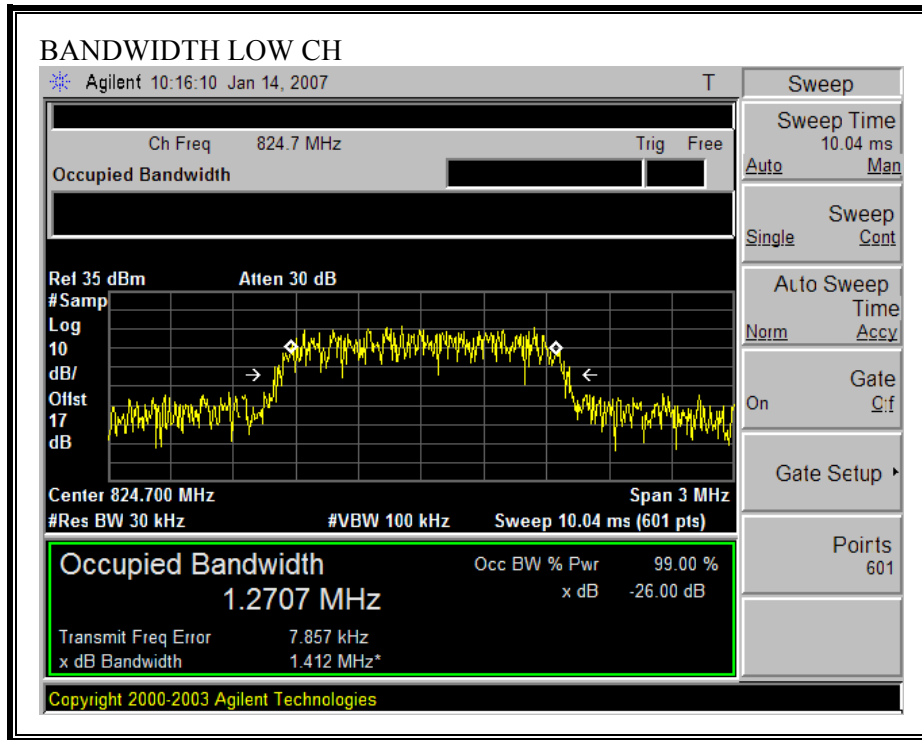 BANDWIDTH LOW CH
Agilent 10:16:10 Jan 14, 2007 T
Ch Freq 824.7 MHz Trig Free
Occupied Bandwidth
Ref 35 dBm Atten 30 dB
#Samp
Log
10
dB/
Offst
17
dB
Center 824.700 MHz Span 3 MHz
#Res BW 30 kHz #VBW 100 kHz Sweep 10.04 ms (601 pts)
Occupied Bandwidth
1.2707 MHz
Occ BW % Pwr 99.00 %
x dB -26.00 dB
Transmit Freq Error 7.857 kHz
x dB Bandwidth 1.412 MHz*
Copyright 2000-2003 Agilent Technologies
Sweep
Sweep Time
10.04 ms
Auto Man
Sweep
Single Cont
Auto Sweep
Time
Norm Accy
Gate
On Off
Gate Setup
Points
601